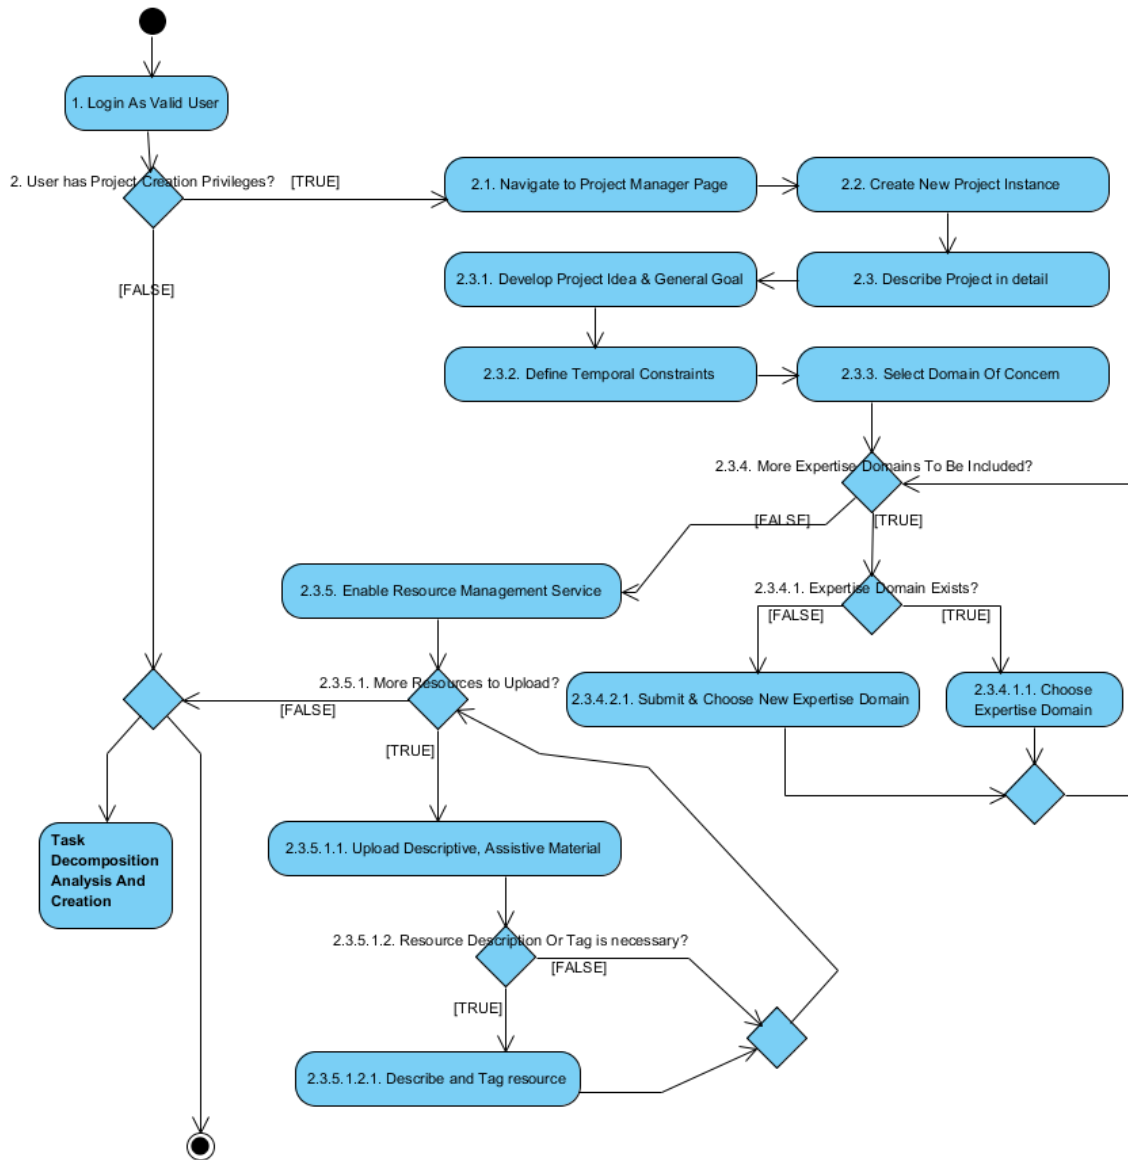 1. Login As Valid User
2. User has Project Creation Privileges?
[TRUE]
2.1. Navigate to Project Manager Page
2.2. Create New Project Instance
[FALSE]
2.3.1. Develop Project Idea & General Goal
2.3. Describe Project in detail
2.3.2. Define Temporal Constraints
2.3.3. Select Domain Of Concern
2.3.4. More Expertise Domains To Be Included?
[FALSE]
[TRUE]
2.3.5. Enable Resource Management Service
2.3.4.1. Expertise Domain Exists?
[FALSE]
[TRUE]
2.3.5.1. More Resources to Upload?
[FALSE]
[TRUE]
2.3.4.2.1. Submit & Choose New Expertise Domain
2.3.4.1.1. Choose
Expertise Domain
Task
Decomposition
Analysis And
Creation
2.3.5.1.1. Upload Descriptive, Assistive Material
2.3.5.1.2. Resource Description Or Tag is necessary?
[FALSE]
[TRUE]
2.3.5.1.2.1. Describe and Tag resource